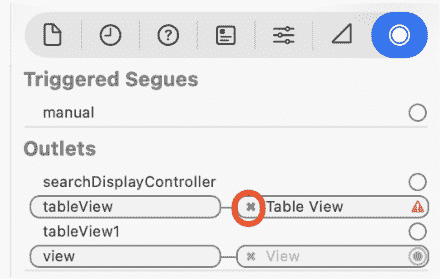 Triggered Segues
manual
Outlets
searchDisplayController
tableView Table View
tableView1
view View